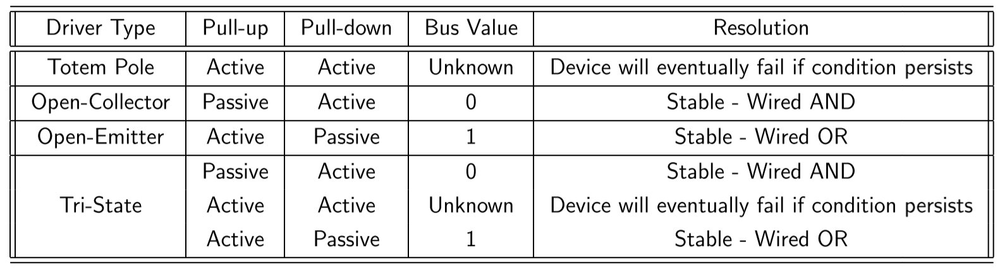 Driver Type Pull-up Pull-down Bus Value Resolution
Totem Pole Active Active Unknown Device will eventually fail if condition persists
Open-Collector Passive Active 0 Stable - Wired AND
Open-Emitter Active Passive 1 Stable - Wired OR
Passive Active 0 Stable - Wired AND
Tri-State Active Active Unknown Device will eventually fail if condition persists
Active Passive 1 Stable - Wired OR